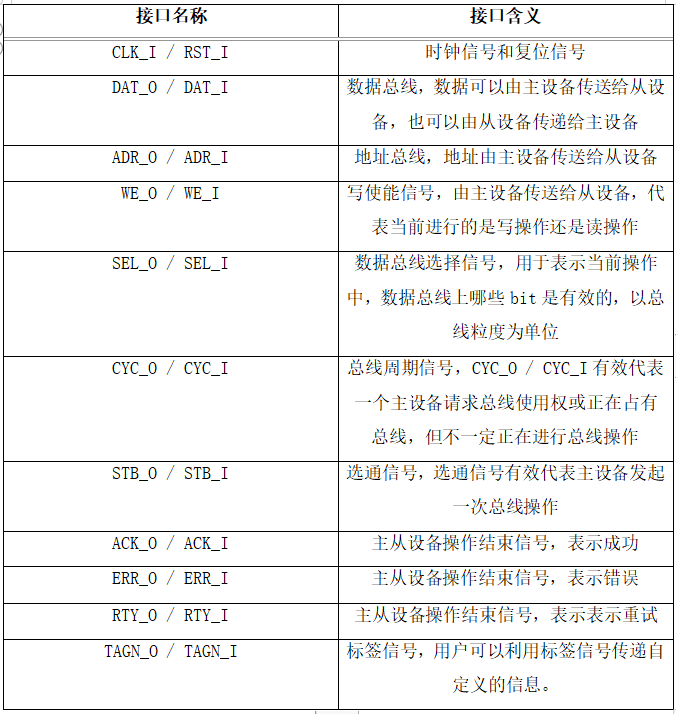 接口名称 接口含义
CLK_I / RST_I 时钟信号和复位信号
DAT_O / DAT_I 数据总线，数据可以由主设备传送给从设
备，也可以由从设备传递给主设备
ADR_O / ADR_I 地址总线，地址由主设备传送给从设备
WE_O / WE_I 写使能信号，由主设备传送给从设备，代
表当前进行的是写操作还是读操作
SEL_O / SEL_I 数据总线选择信号，用于表示当前操作
中，数据总线上哪些 bit 是有效的，以总
线粒度为单位
CYC_O / CYC_I 总线周期信号，CYC_O / CYC_I 有效代表
一个主设备请求总线使用权或正在占有
总线，但不一定正在进行总线操作
STB_O / STB_I 选通信号，选通信号有效代表主设备发起
一次总线操作
ACK_O / ACK_I 主从设备操作结束信号，表示成功
ERR_O / ERR_I 主从设备操作结束信号，表示错误
RTY_O / RTY_I 主从设备操作结束信号，表示表示重试
TAGN_O / TAGN_I 标签信号，用户可以利用标签信号传递自
定义的信息。